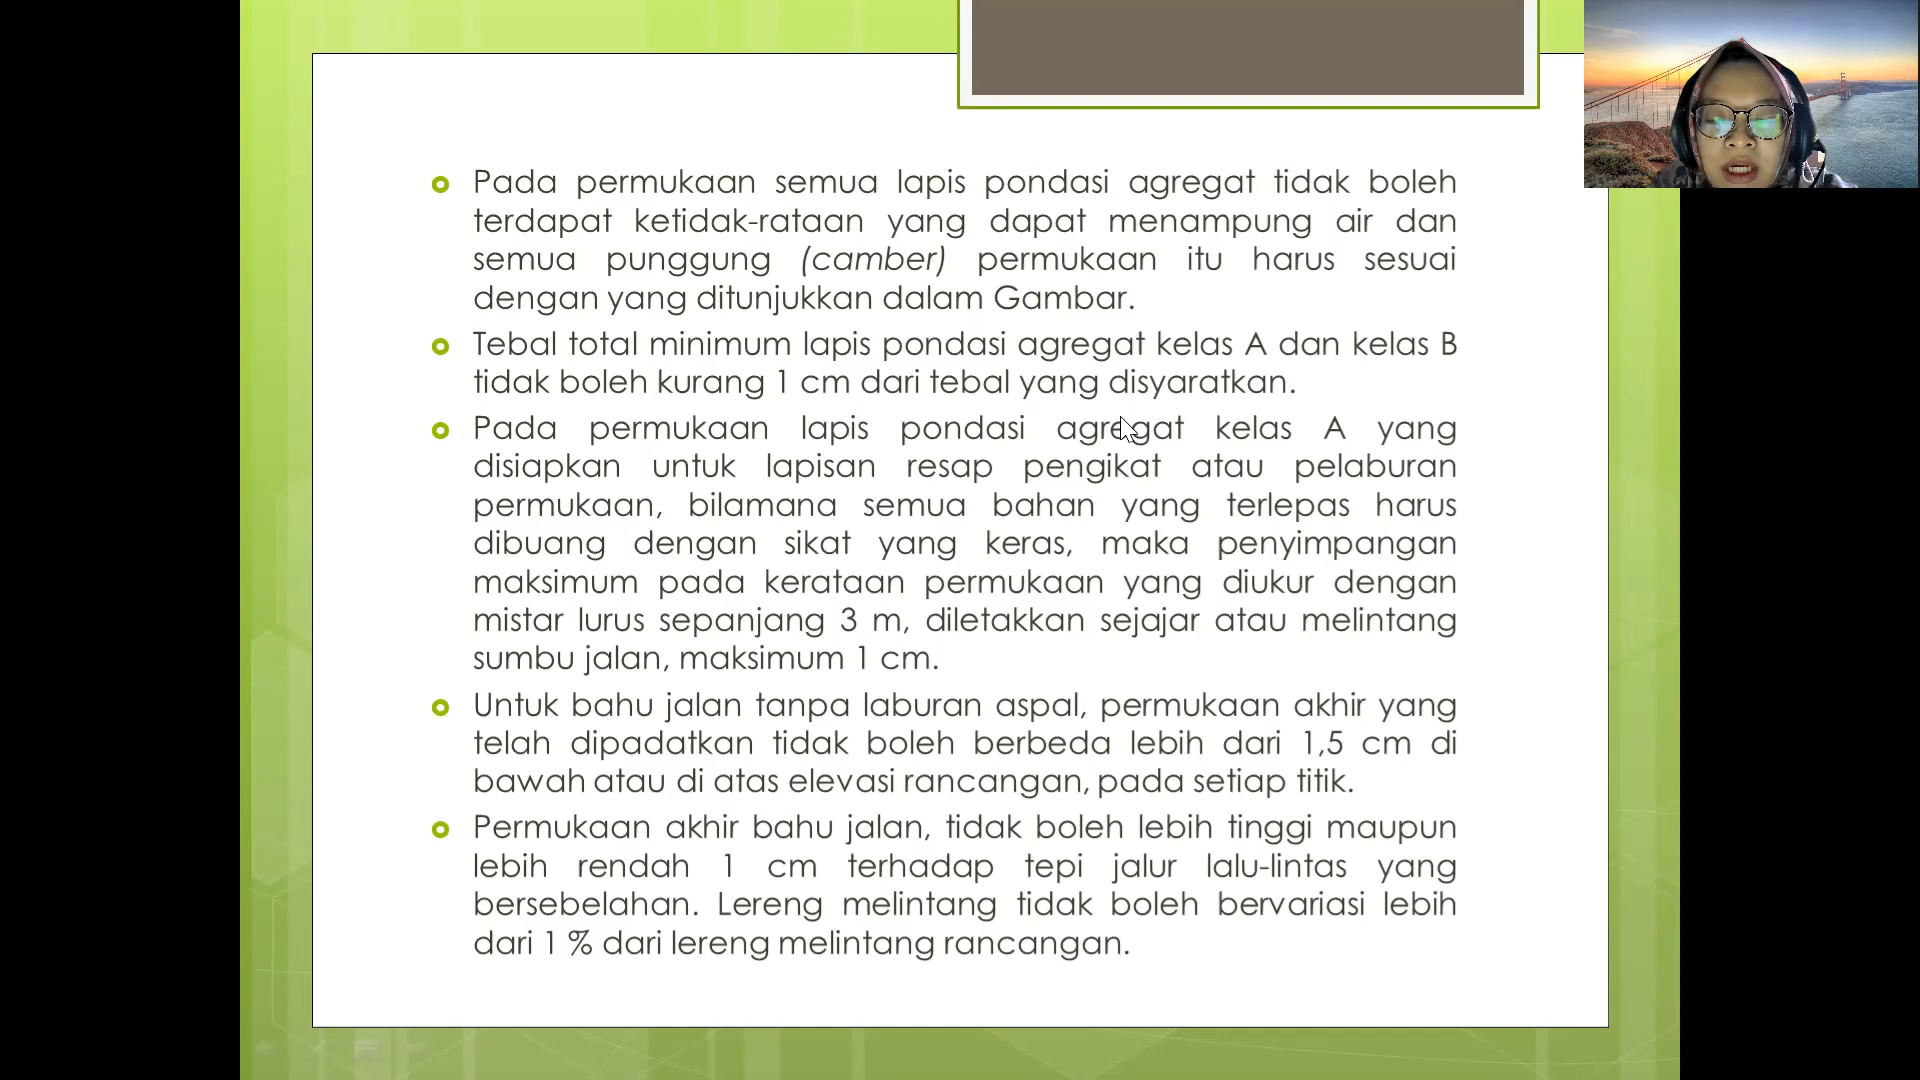 Pada permukaan semua lapis pondasi agregat tidak boleh
terdapat ketidak-rataan yang dapat menampung air dan
semua punggung (camber) permukaan itu harus sesuai
dengan yang ditunjukkan dalam Gambar.
Tebal total minimum lapis pondasi agregat kelas A dan kelas B
tidak boleh kurang 1 cm dari tebal yang disyaratkan.
Pada permukaan lapis pondasi agregat kelas A yang
disiapkan untuk lapisan resap pengikat atau pelaburan
permukaan, bilamana semua bahan yang terlepas harus
dibuang dengan sikat yang keras, maka penyimpangan
maksimum pada kerataan permukaan yang diukur dengan
mistar lurus sepanjang 3 m, diletakkan sejajar atau melintang
sumbu jalan, maksimum 1 cm.
Untuk bahu jalan tanpa laburan aspal, permukaan akhir yang
telah dipadatkan tidak boleh berbeda lebih dari 1,5 cm di
bawah atau di atas elevasi rancangan, pada setiap titik.
Permukaan akhir bahu jalan, tidak boleh lebih tinggi maupun
lebih rendah 1 cm terhadap tepi jalur lalu-lintas yang
bersebelahan. Lereng melintang tidak boleh bervariasi lebih
dari 1 % dari lereng melintang rancangan.